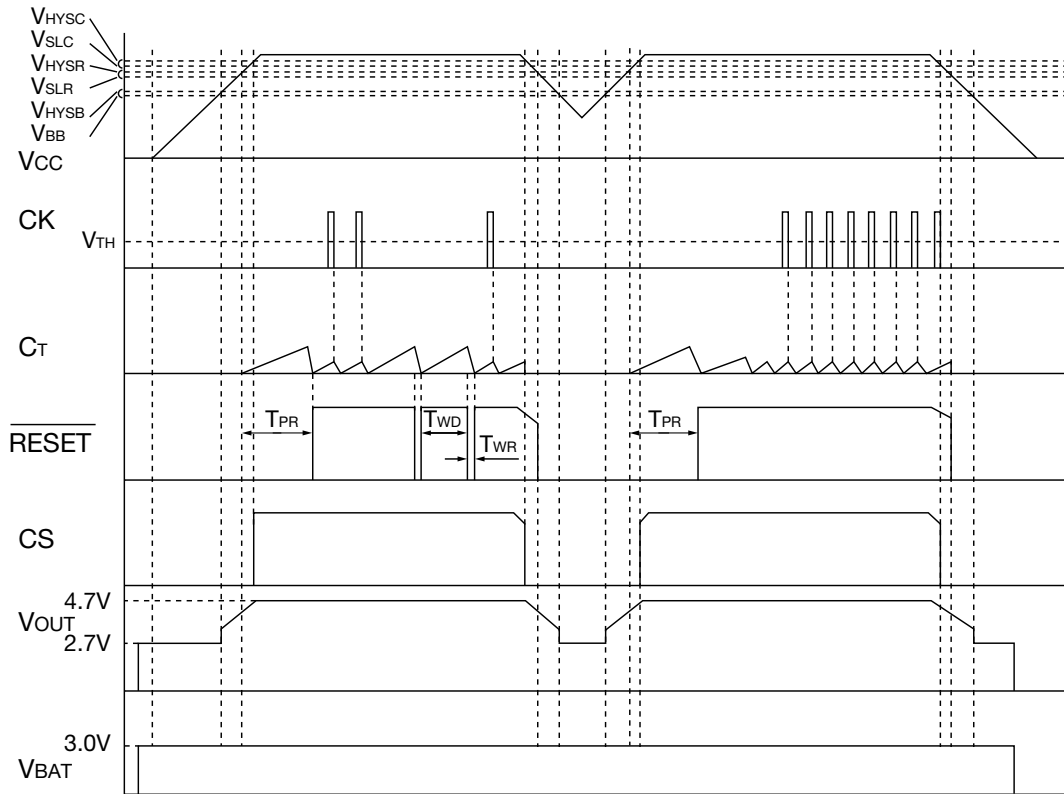 VHYSC
VSLC
VHYSR
VSLR
VHYSB
VBB
VCC
CK
VTH
CT
RESET
TPR
TWD
TWR
TPR
CS
4.7V
VOUT
2.7V
3.0V
VBAT